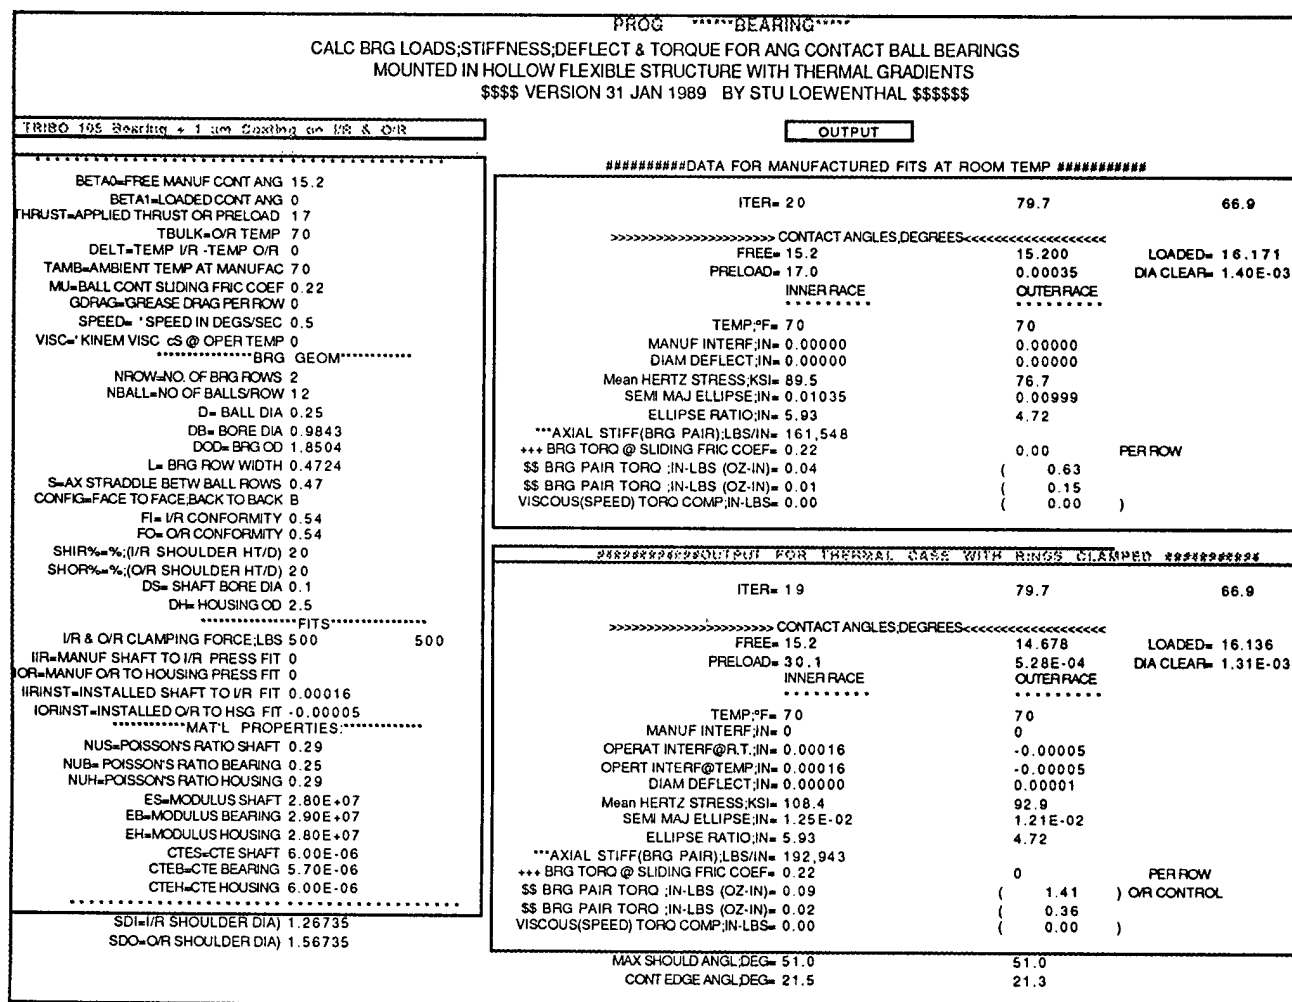 PROG *****BEARING*****
CALC BRG LOADS;STIFFNESS;DEFLECT & TORQUE FOR ANG CONTACT BALL BEARINGS
MOUNTED IN HOLLOW FLEXIBLE STRUCTURE WITH THERMAL GRADIENTS
$$$$ VERSION 31 JAN 1989 BY STU LOEWENTHAL $$$$$$
TRIBO 105 Bearing + 1 um Coating on I/R & O/R
BETA0=FREE MANUF CONT ANG 15.2
BETA1=LOADED CONT ANG 0
THRUST=APPLIED THRUST OR PRELOAD 17
TBULK=O/R TEMP 70
DELT=TEMP I/R -TEMP O/R 0
TAMB=AMBIENT TEMP AT MANUFAC 70
MU=BALL CONT SLIDING FRIC COEF 0.22
GDRAG=GREASE DRAG PER ROW 0
SPEED= 'SPEED IN DEGS/SEC 0.5
VISC=' KINEM VISC cS @ OPER TEMP 0
****************BRG GEOM************
NROW=NO. OF BRG ROWS 2
NBALL=NO OF BALLS/ROW 12
D= BALL DIA 0.25
DB= BORE DIA 0.9843
DOD= BRG OD 1.8504
L= BRG ROW WIDTH 0.4724
S=AX STRADDLE BETW BALL ROWS 0.47
CONFIG=FACE TO FACE;BACK TO BACK B
FI= I/R CONFORMITY 0.54
FO= O/R CONFORMITY 0.54
SHIR%=%;(I/R SHOULDER HT/D) 20
SHOR%=%;(O/R SHOULDER HT/D) 20
DS= SHAFT BORE DIA 0.1
DH= HOUSING OD 2.5
****************FITS****************
I/R & O/R CLAMPING FORCE;LBS 500 500
IIR=MANUF SHAFT TO I/R PRESS FIT 0
IOR=MANUF O/R TO HOUSING PRESS FIT 0
IIRINST=INSTALLED SHAFT TO I/R FIT 0.00016
IORINST=INSTALLED O/R TO HSG FIT -0.00005
************MAT'L PROPERTIES:************
NUS=POISSON'S RATIO SHAFT 0.29
NUB= POISSON'S RATIO BEARING 0.25
NUH=POISSON'S RATIO HOUSING 0.29
ES=MODULUS SHAFT 2.80E+07
EB=MODULUS BEARING 2.90E+07
EH=MODULUS HOUSING 2.80E+07
CTES=CTE SHAFT 6.00E-06
CTEB=CTE BEARING 5.70E-06
CTEH=CTE HOUSING 6.00E-06
SDI=I/R SHOULDER DIA) 1.26735
SDO=O/R SHOULDER DIA) 1.56735
OUTPUT
##########DATA FOR MANUFACTURED FITS AT ROOM TEMP ###########
ITER= 20 79.7 66.9
>>>>>>>>>>>>>>>>>>>>>> CONTACT ANGLES,DEGREES<<<<<<<<<<<<<<<<<<<
FREE= 15.2 15.200 LOADED= 16.171
PRELOAD= 17.0 0.00035 DIA CLEAR= 1.40E-03
INNER RACE OUTER RACE
********* *********
TEMP;°F= 70 70
MANUF INTERF;IN= 0.00000 0.00000
DIAM DEFLECT;IN= 0.00000 0.00000
Mean HERTZ STRESS;KSI= 89.5 76.7
SEMI MAJ ELLIPSE;IN= 0.01035 0.00999
ELLIPSE RATIO;IN= 5.93 4.72
***AXIAL STIFF(BRG PAIR);LBS/IN= 161,548
+++ BRG TORQ @ SLIDING FRIC COEF= 0.22 0.00 PER ROW
$$ BRG PAIR TORQ ;IN-LBS (OZ-IN)= 0.04 ( 0.63
$$ BRG PAIR TORQ ;IN-LBS (OZ-IN)= 0.01 ( 0.15
VISCOUS(SPEED) TORQ COMP;IN-LBS= 0.00 ( 0.00 )
############OUTPUT FOR THERMAL CASE WITH RINGS CLAMPED ###########
ITER= 19 79.7 66.9
>>>>>>>>>>>>>>>>>>>>>> CONTACT ANGLES,DEGREES<<<<<<<<<<<<<<<<<<<
FREE= 15.2 14.678 LOADED= 16.136
PRELOAD= 30.1 5.28E-04 DIA CLEAR= 1.31E-03
INNER RACE OUTER RACE
********* *********
TEMP;°F= 70 70
MANUF INTERF;IN= 0 0
OPERAT INTERF@R.T.;IN= 0.00016 -0.00005
OPERT INTERF@TEMP;IN= 0.00016 -0.00005
DIAM DEFLECT;IN= 0.00000 0.00001
Mean HERTZ STRESS;KSI= 108.4 92.9
SEMI MAJ ELLIPSE;IN= 1.25E-02 1.21E-02
ELLIPSE RATIO;IN= 5.93 4.72
***AXIAL STIFF(BRG PAIR);LBS/IN= 192,943
+++ BRG TORQ @ SLIDING FRIC COEF= 0.22 0 PER ROW
$$ BRG PAIR TORQ ;IN-LBS (OZ-IN)= 0.09 ( 1.41 ) O/R CONTROL
$$ BRG PAIR TORQ ;IN-LBS (OZ-IN)= 0.02 ( 0.36
VISCOUS(SPEED) TORQ COMP;IN-LBS= 0.00 ( 0.00 )
MAX SHOULD ANGL;DEG= 51.0 51.0
CONT EDGE ANGL;DEG= 21.5 21.3